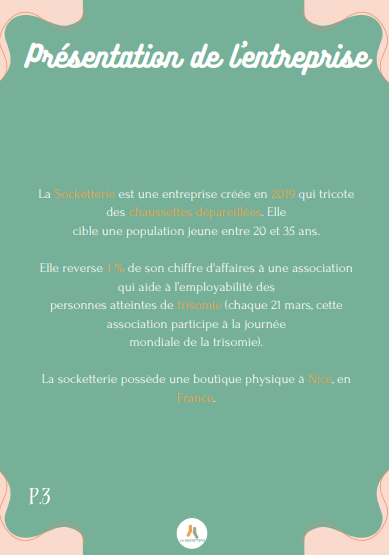 Présentation de l'entreprise
La Socketterie est une entreprise créée en 2019 qui tricote
des chaussettes dépareillées. Elle
cible une population jeune entre 20 et 35 ans.
Elle reverse 1 % de son chiffre d'affaires à une association
qui aide à l'employabilité des
personnes atteintes de trisomie (chaque 21 mars, cette
association participe à la journée
mondiale de la trisomie).
La socketterie possède une boutique physique à Nice, en
France.
P.3
LA SOCKETTERIE